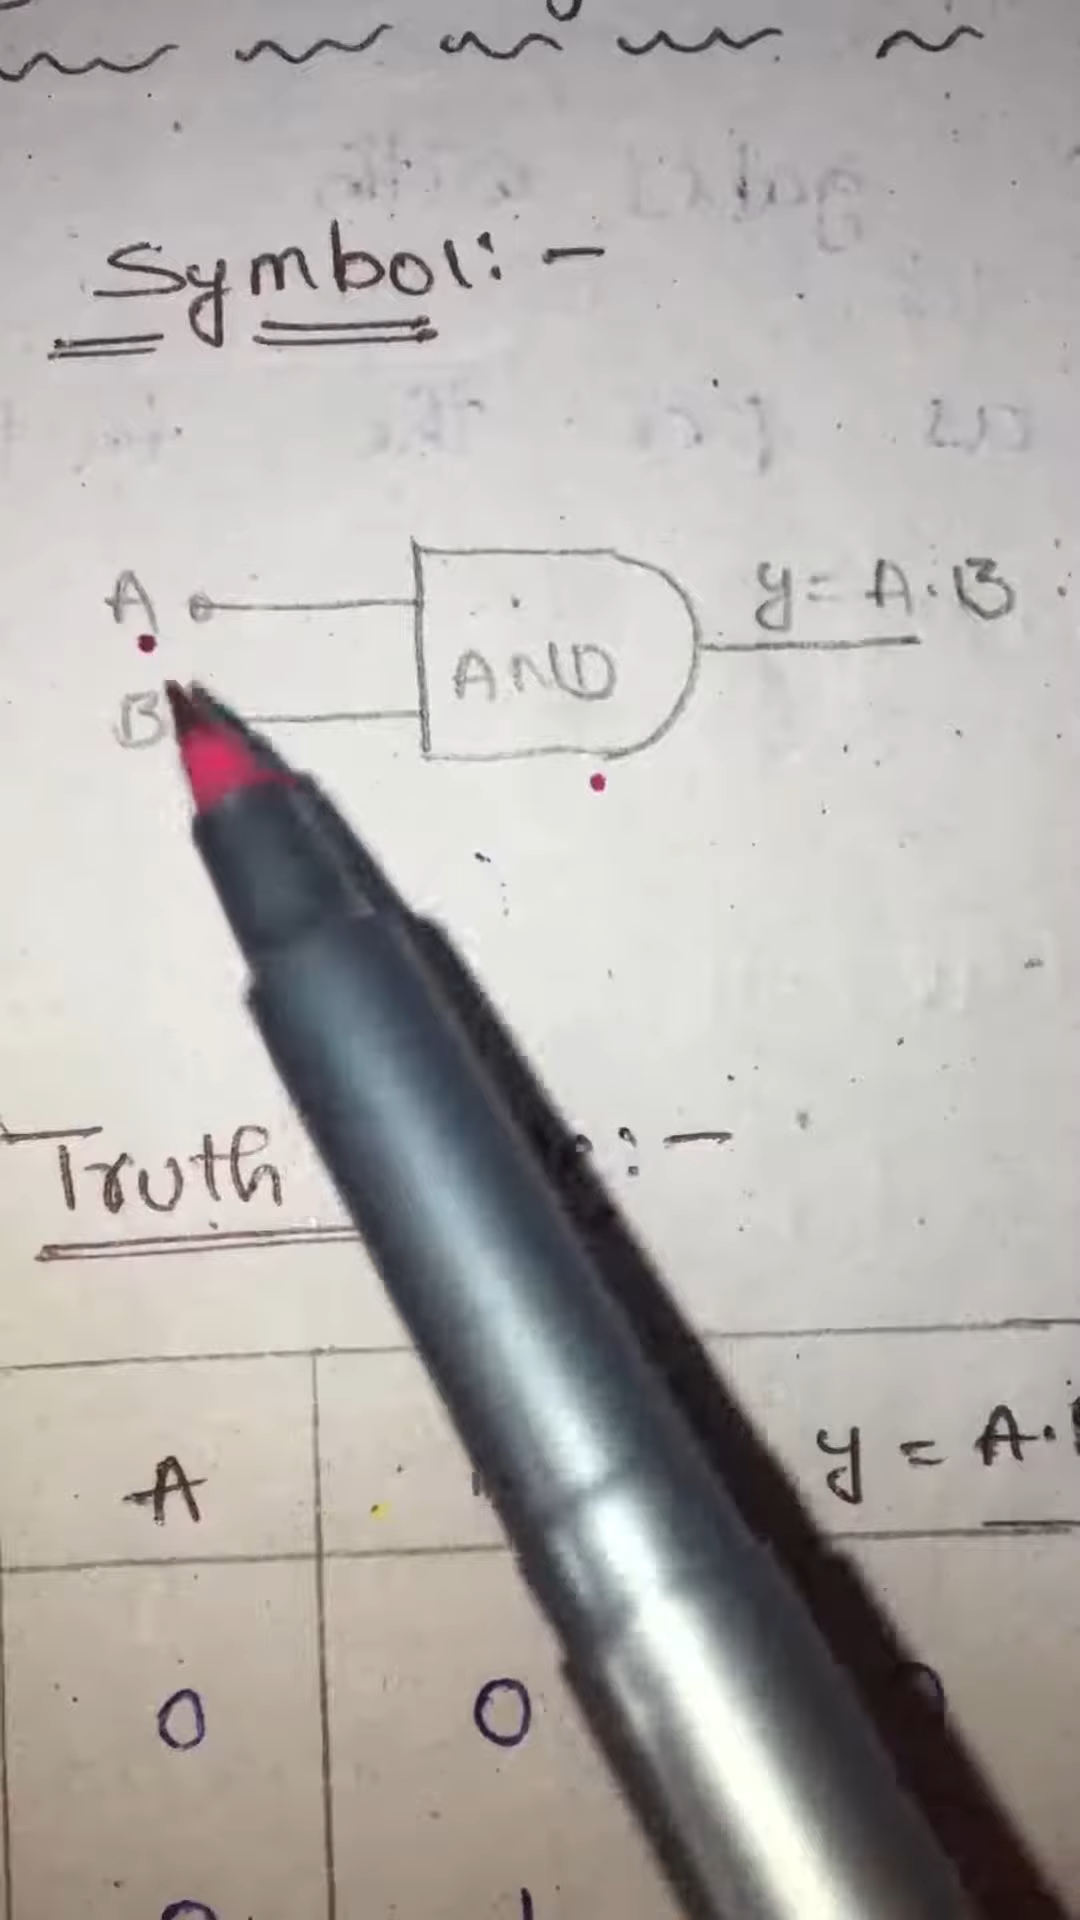 Symbol:-
A
y = A.B
AND
B
Truth :-
A
y = A.
0 0